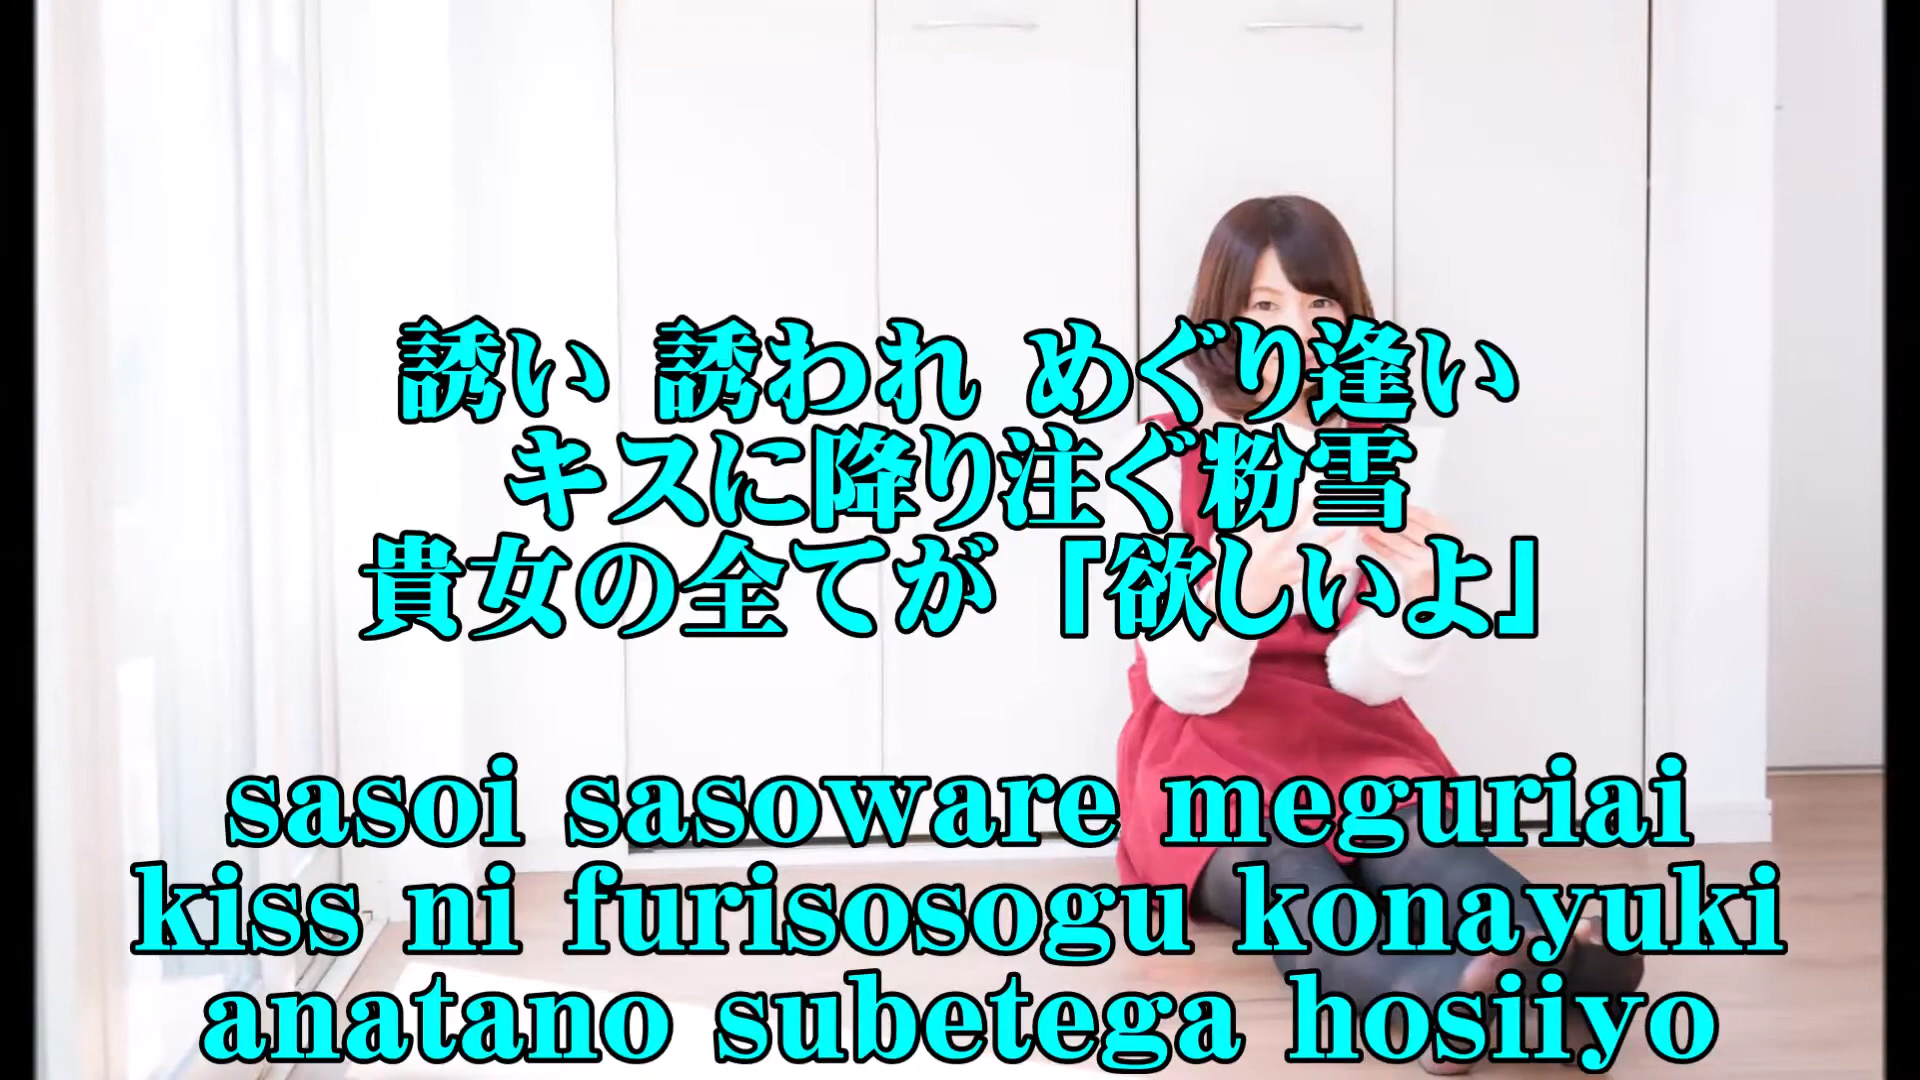 誘い 誘われ めぐり逢い
キスに降り注ぐ粉雪
貴女の全てが「欲しいよ」
sasoi sasoware meguriai
kiss ni furisosogu konayuki
anatano subetega hosiiyo